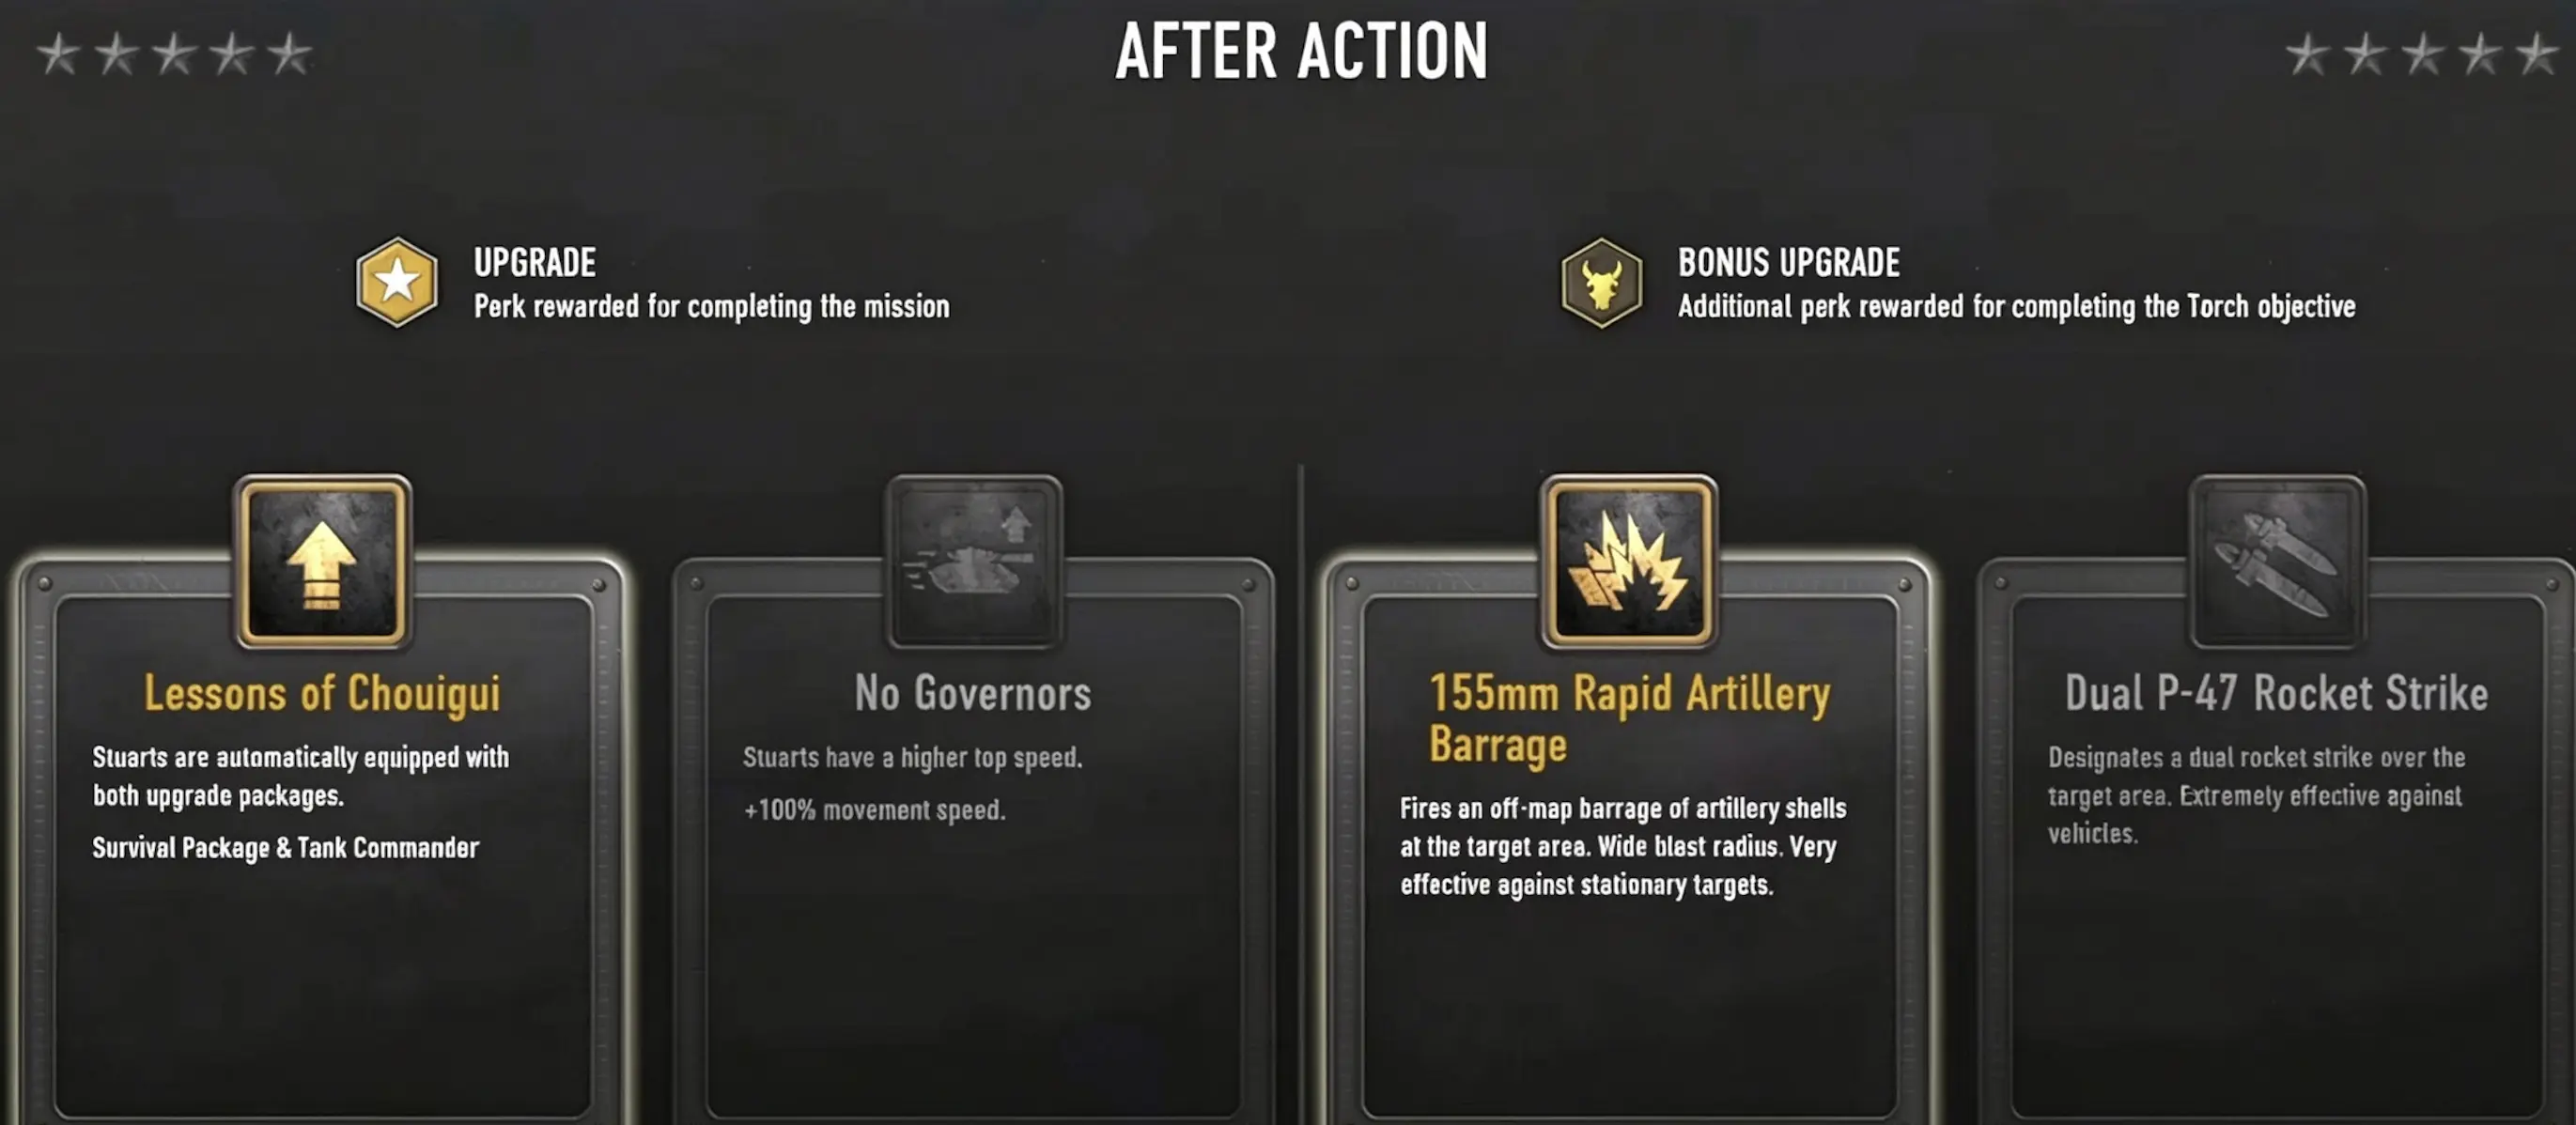 AFTER ACTION
UPGRADE
Perk rewarded for completing the mission
BONUS UPGRADE
Additional perk rewarded for completing the Torch objective
Lessons of Chouigui
Stuarts are automatically equipped with
both upgrade packages.
Survival Package & Tank Commander
No Governors
Stuarts have a higher top speed.
+100% movement speed.
155mm Rapid Artillery
Barrage
Fires an off-map barrage of artillery shells
at the target area. Wide blast radius. Very
effective against stationary targets.
Dual P-47 Rocket Strike
Designates a dual rocket strike over the
target area. Extremely effective against
vehicles.